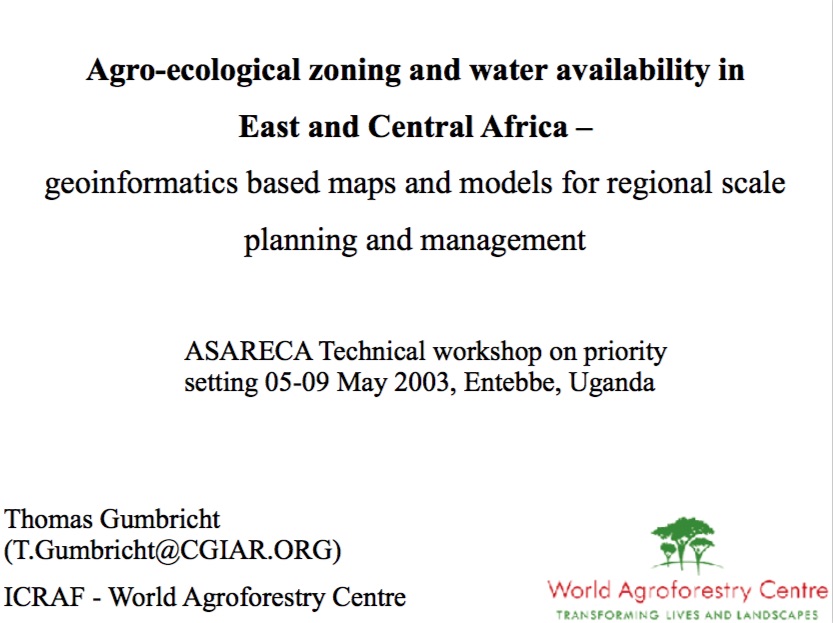 Agro-ecological zoning and water availability in
East and Central Africa –
geoinformatics based maps and models for regional scale
planning and management
ASARECA Technical workshop on priority
setting 05-09 May 2003, Entebbe, Uganda
Thomas Gumbricht
(T.Gumbricht@CGIAR.ORG)
ICRAF - World Agroforestry Centre
World Agroforestry Centre
TRANSFORMING LIVES AND LANDSCAPES